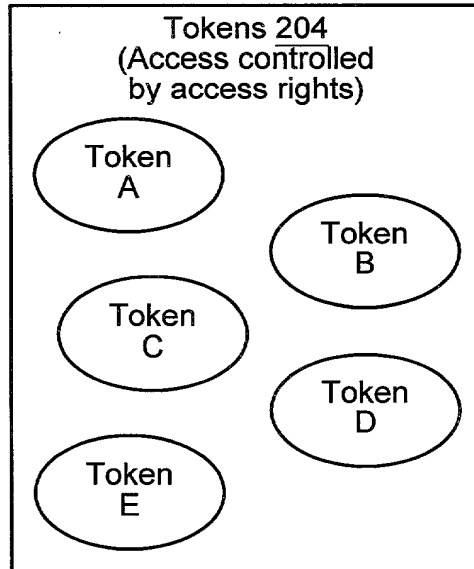 Tokens 204
(Access controlled
by access rights)
Token
A
Token
B
Token
C
Token
D
Token
E